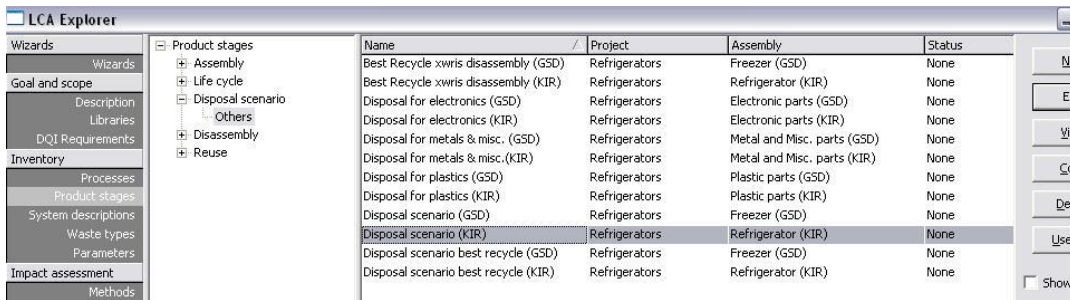 LCA Explorer
Wizards
Wizards
Goal and scope
Description
Libraries
DQI Requirements
Inventory
Processes
Product stages
System descriptions
Waste types
Parameters
Impact assessment
Methods
Product stages
Assembly
Life cycle
Disposal scenario
Others
Disassembly
Reuse
Name Project Assembly Status
Best Recycle xwris disassembly (GSD) Refrigerators Freezer (GSD) None
Best Recycle xwris disassembly (KIR) Refrigerators Refrigerator (KIR) None
Disposal for electronics (GSD) Refrigerators Electronic parts (GSD) None
Disposal for electronics (KIR) Refrigerators Electronic parts (KIR) None
Disposal for metals & misc. (GSD) Refrigerators Metal and Misc. parts (GSD) None
Disposal for metals & misc.(KIR) Refrigerators Metal and Misc. parts (KIR) None
Disposal for plastics (GSD) Refrigerators Plastic parts (GSD) None
Disposal for plastics (KIR) Refrigerators Plastic parts (KIR) None
Disposal scenario (GSD) Refrigerators Freezer (GSD) None
Disposal scenario (KIR) Refrigerators Refrigerator (KIR) None
Disposal scenario best recycle (GSD) Refrigerators Freezer (GSD) None
Disposal scenario best recycle (KIR) Refrigerators Refrigerator (KIR) None
N
E
Vi
Co
De
Use
Show